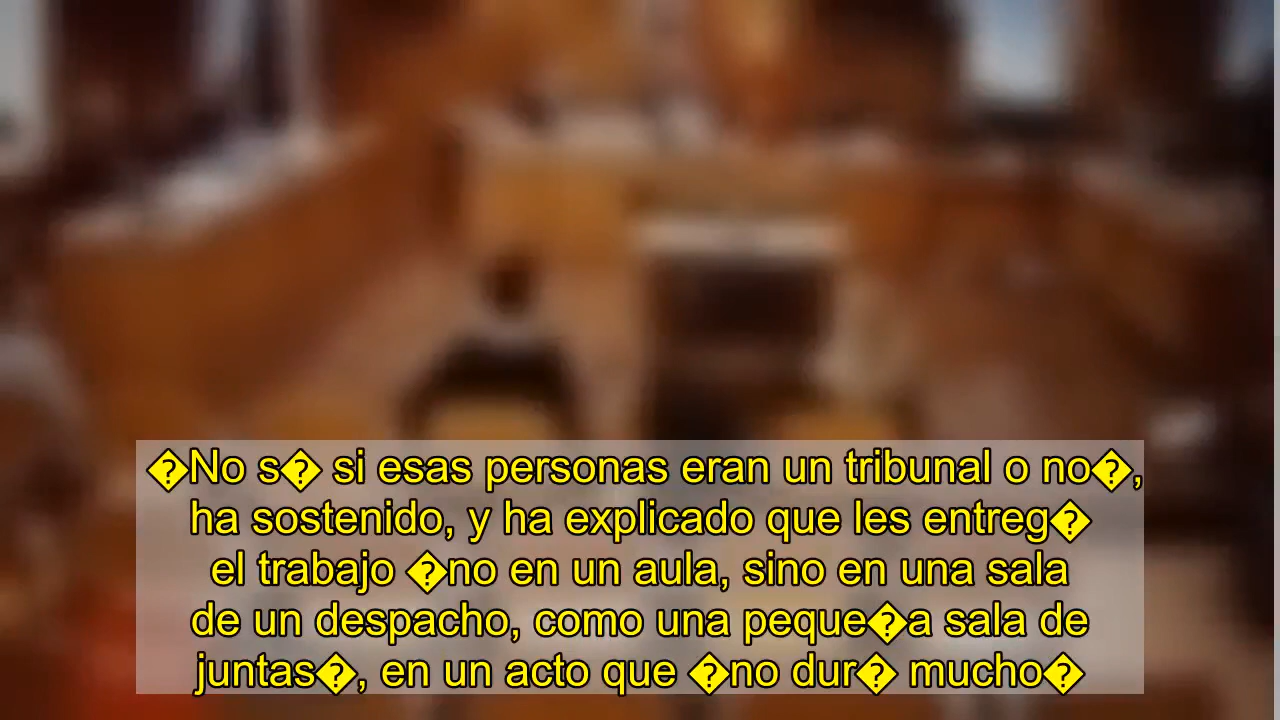 �No s� si esas personas eran un tribunal o no�,
ha sostenido, y ha explicado que les entreg�
el trabajo �no en un aula, sino en una sala
de un despacho, como una peque�a sala de
juntas�, en un acto que �no dur� mucho�